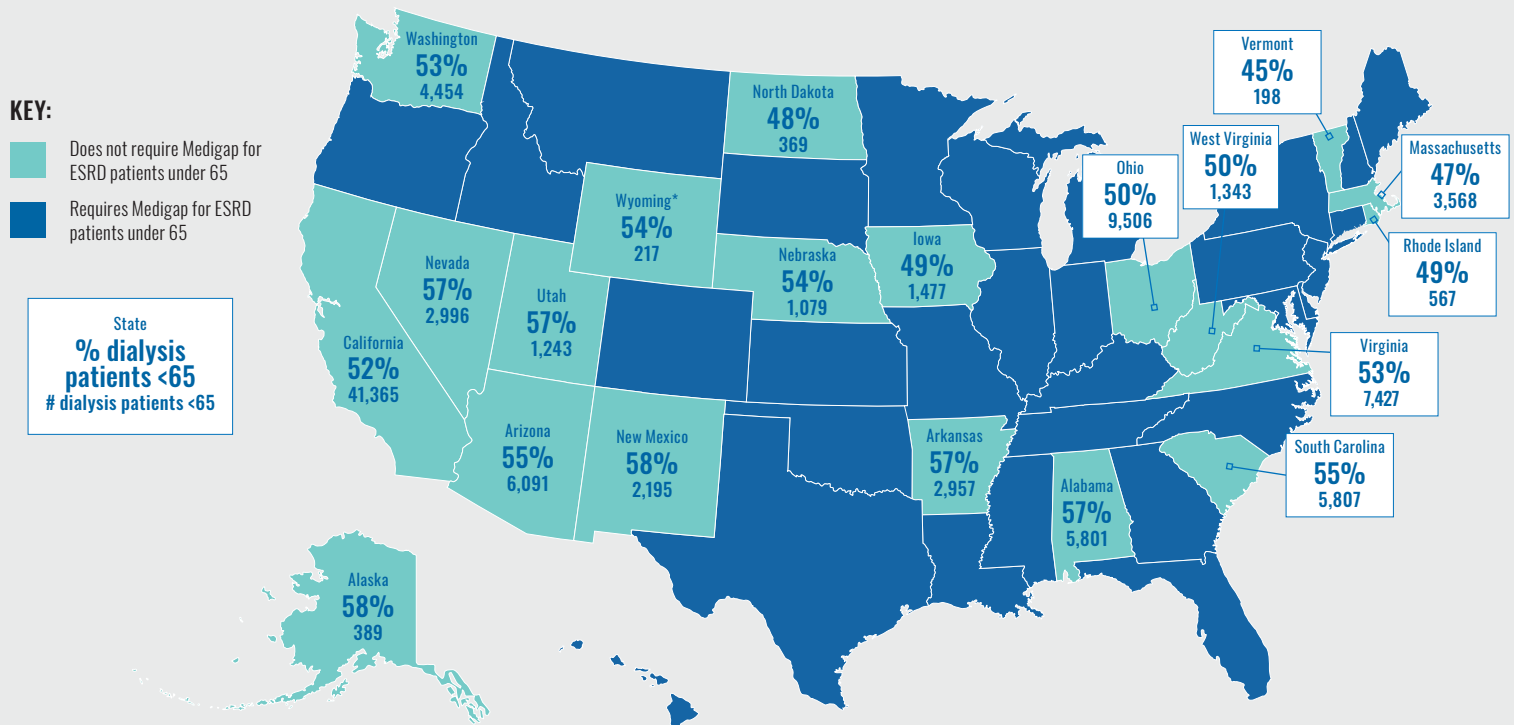 KEY:
Does not require Medigap for
ESRD patients under 65
Requires Medigap for ESRD
patients under 65
State
% dialysis
patients <65
# dialysis patients <65
Washington
53%
4,454
North Dakota
48%
369
Wyoming*
54%
217
Nevada
57%
2,996
Utah
57%
1,243
California
52%
41,365
Nebraska
54%
1,079
Iowa
49%
1,477
Arizona
55%
6,091
New Mexico
58%
2,195
Arkansas
57%
2,957
Alabama
57%
5,801
Alaska
58%
389
Vermont
45%
198
West Virginia
50%
1,343
Ohio
50%
9,506
Massachusetts
47%
3,568
Rhode Island
49%
567
Virginia
53%
7,427
South Carolina
55%
5,807